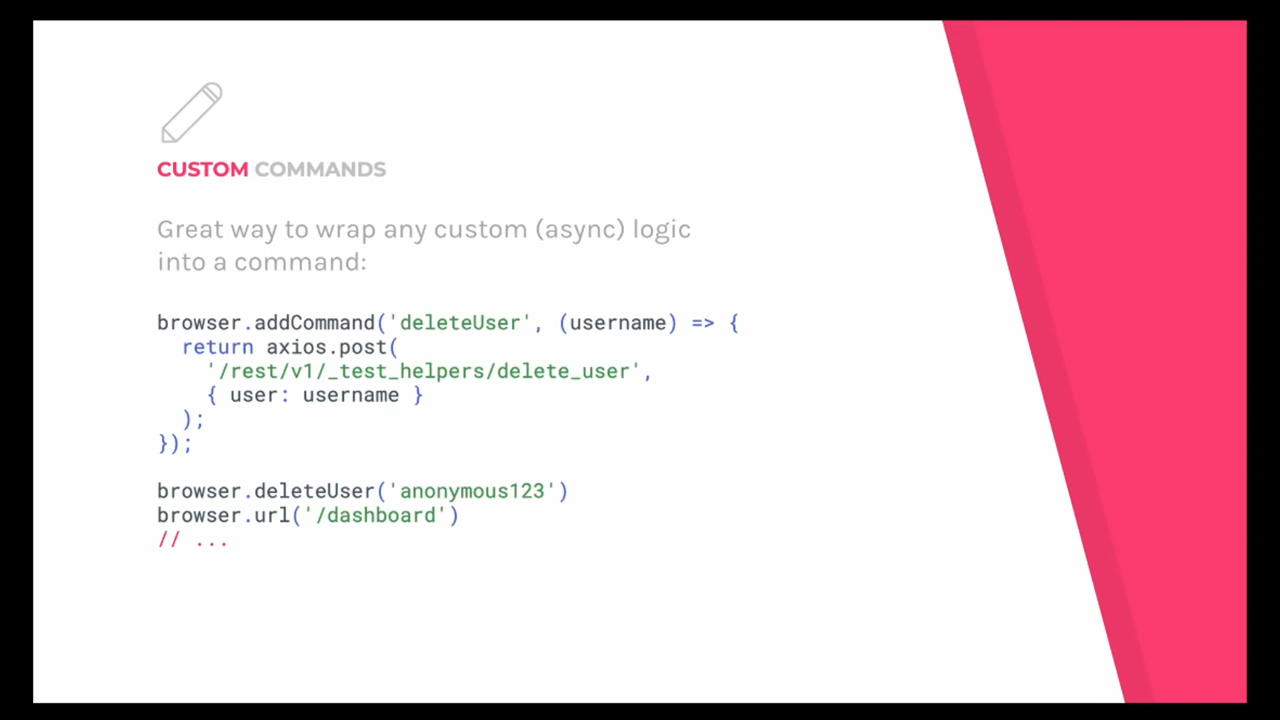 CUSTOM COMMANDS
Great way to wrap any custom (async) logic
into a command:
browser.addCommand('deleteUser', (username) => {
  return axios.post(
    '/rest/v1/_test_helpers/delete_user',
    { user: username }
  );
});
browser.deleteUser('anonymous123')
browser.url('/dashboard')
// ...